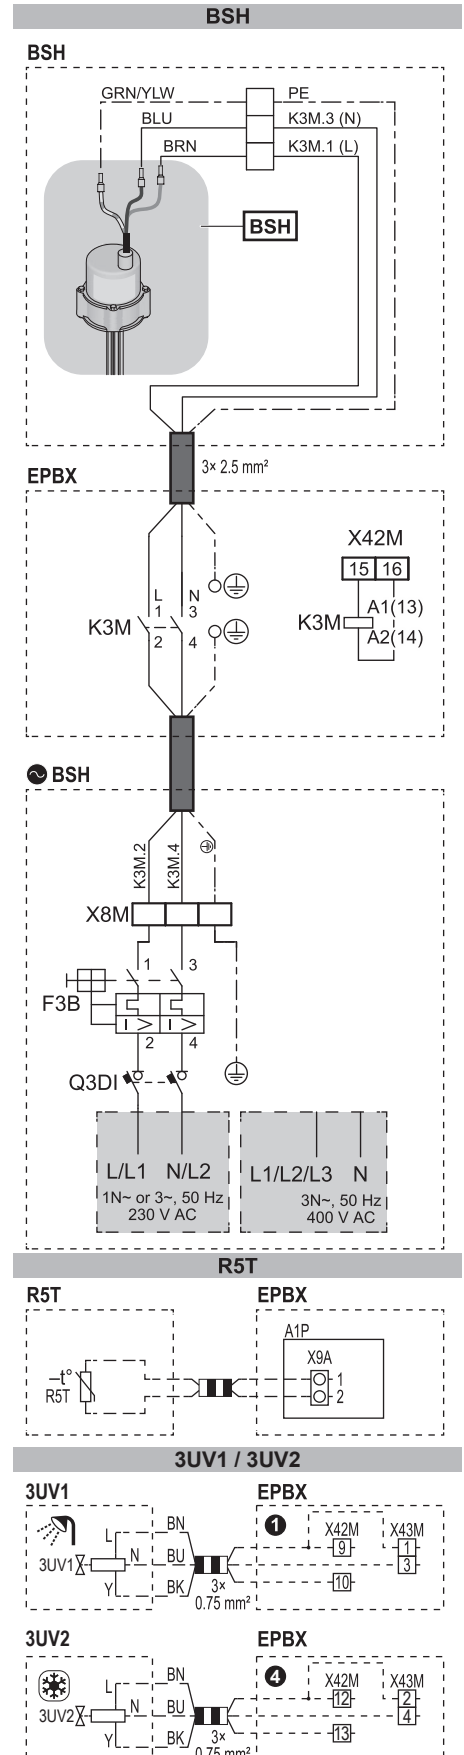 BSH
BSH
GRN/YLW PE
BLU K3M.3 (N)
BRN K3M.1 (L)
BSH
3× 2.5 mm²
EPBX
X42M
15 16
L N
1 3
K3M
2 4
K3M
A1(13)
A2(14)
BSH
K3M.2
K3M.4
X8M
1 3
F3B
I > I >
2 4
Q3DI
L/L1 N/L2
1N~ or 3~, 50 Hz
230 V AC
L1/L2/L3 N
3N~, 50 Hz
400 V AC
R5T
R5T EPBX
A1P
X9A
–t°
R5T
1
2
3UV1 / 3UV2
3UV1 EPBX
1
L BN X42M X43M
9 1
3UV1 N BU 3
Y BK 3× 10
0.75 mm²
3UV2 EPBX
4
L BN X42M X43M
12 2
3UV2 N BU 4
Y BK 3× 13
0.75 mm²